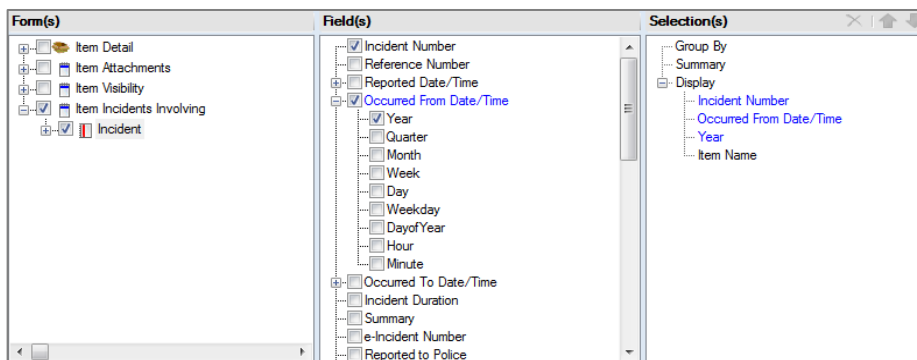 Form(s)
Item Detail
Item Attachments
Item Visibility
Item Incidents Involving
Incident
Field(s)
Incident Number
Reference Number
Reported Date/Time
Occurred From Date/Time
Year
Quarter
Month
Week
Day
Weekday
DayofYear
Hour
Minute
Occurred To Date/Time
Incident Duration
Summary
e-Incident Number
Reported to Police
Selection(s)
Group By
Summary
Display
Incident Number
Occurred From Date/Time
Year
Item Name